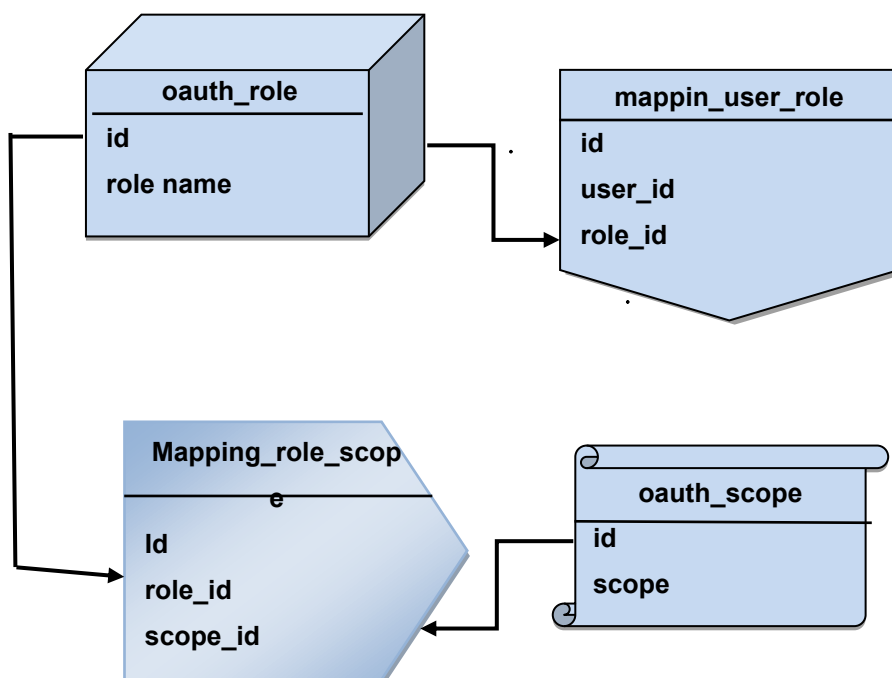 oauth_role
id
role name
mappin_user_role
id
user_id
role_id
Mapping_role_scop
e
Id
role_id
scope_id
oauth_scope
id
scope